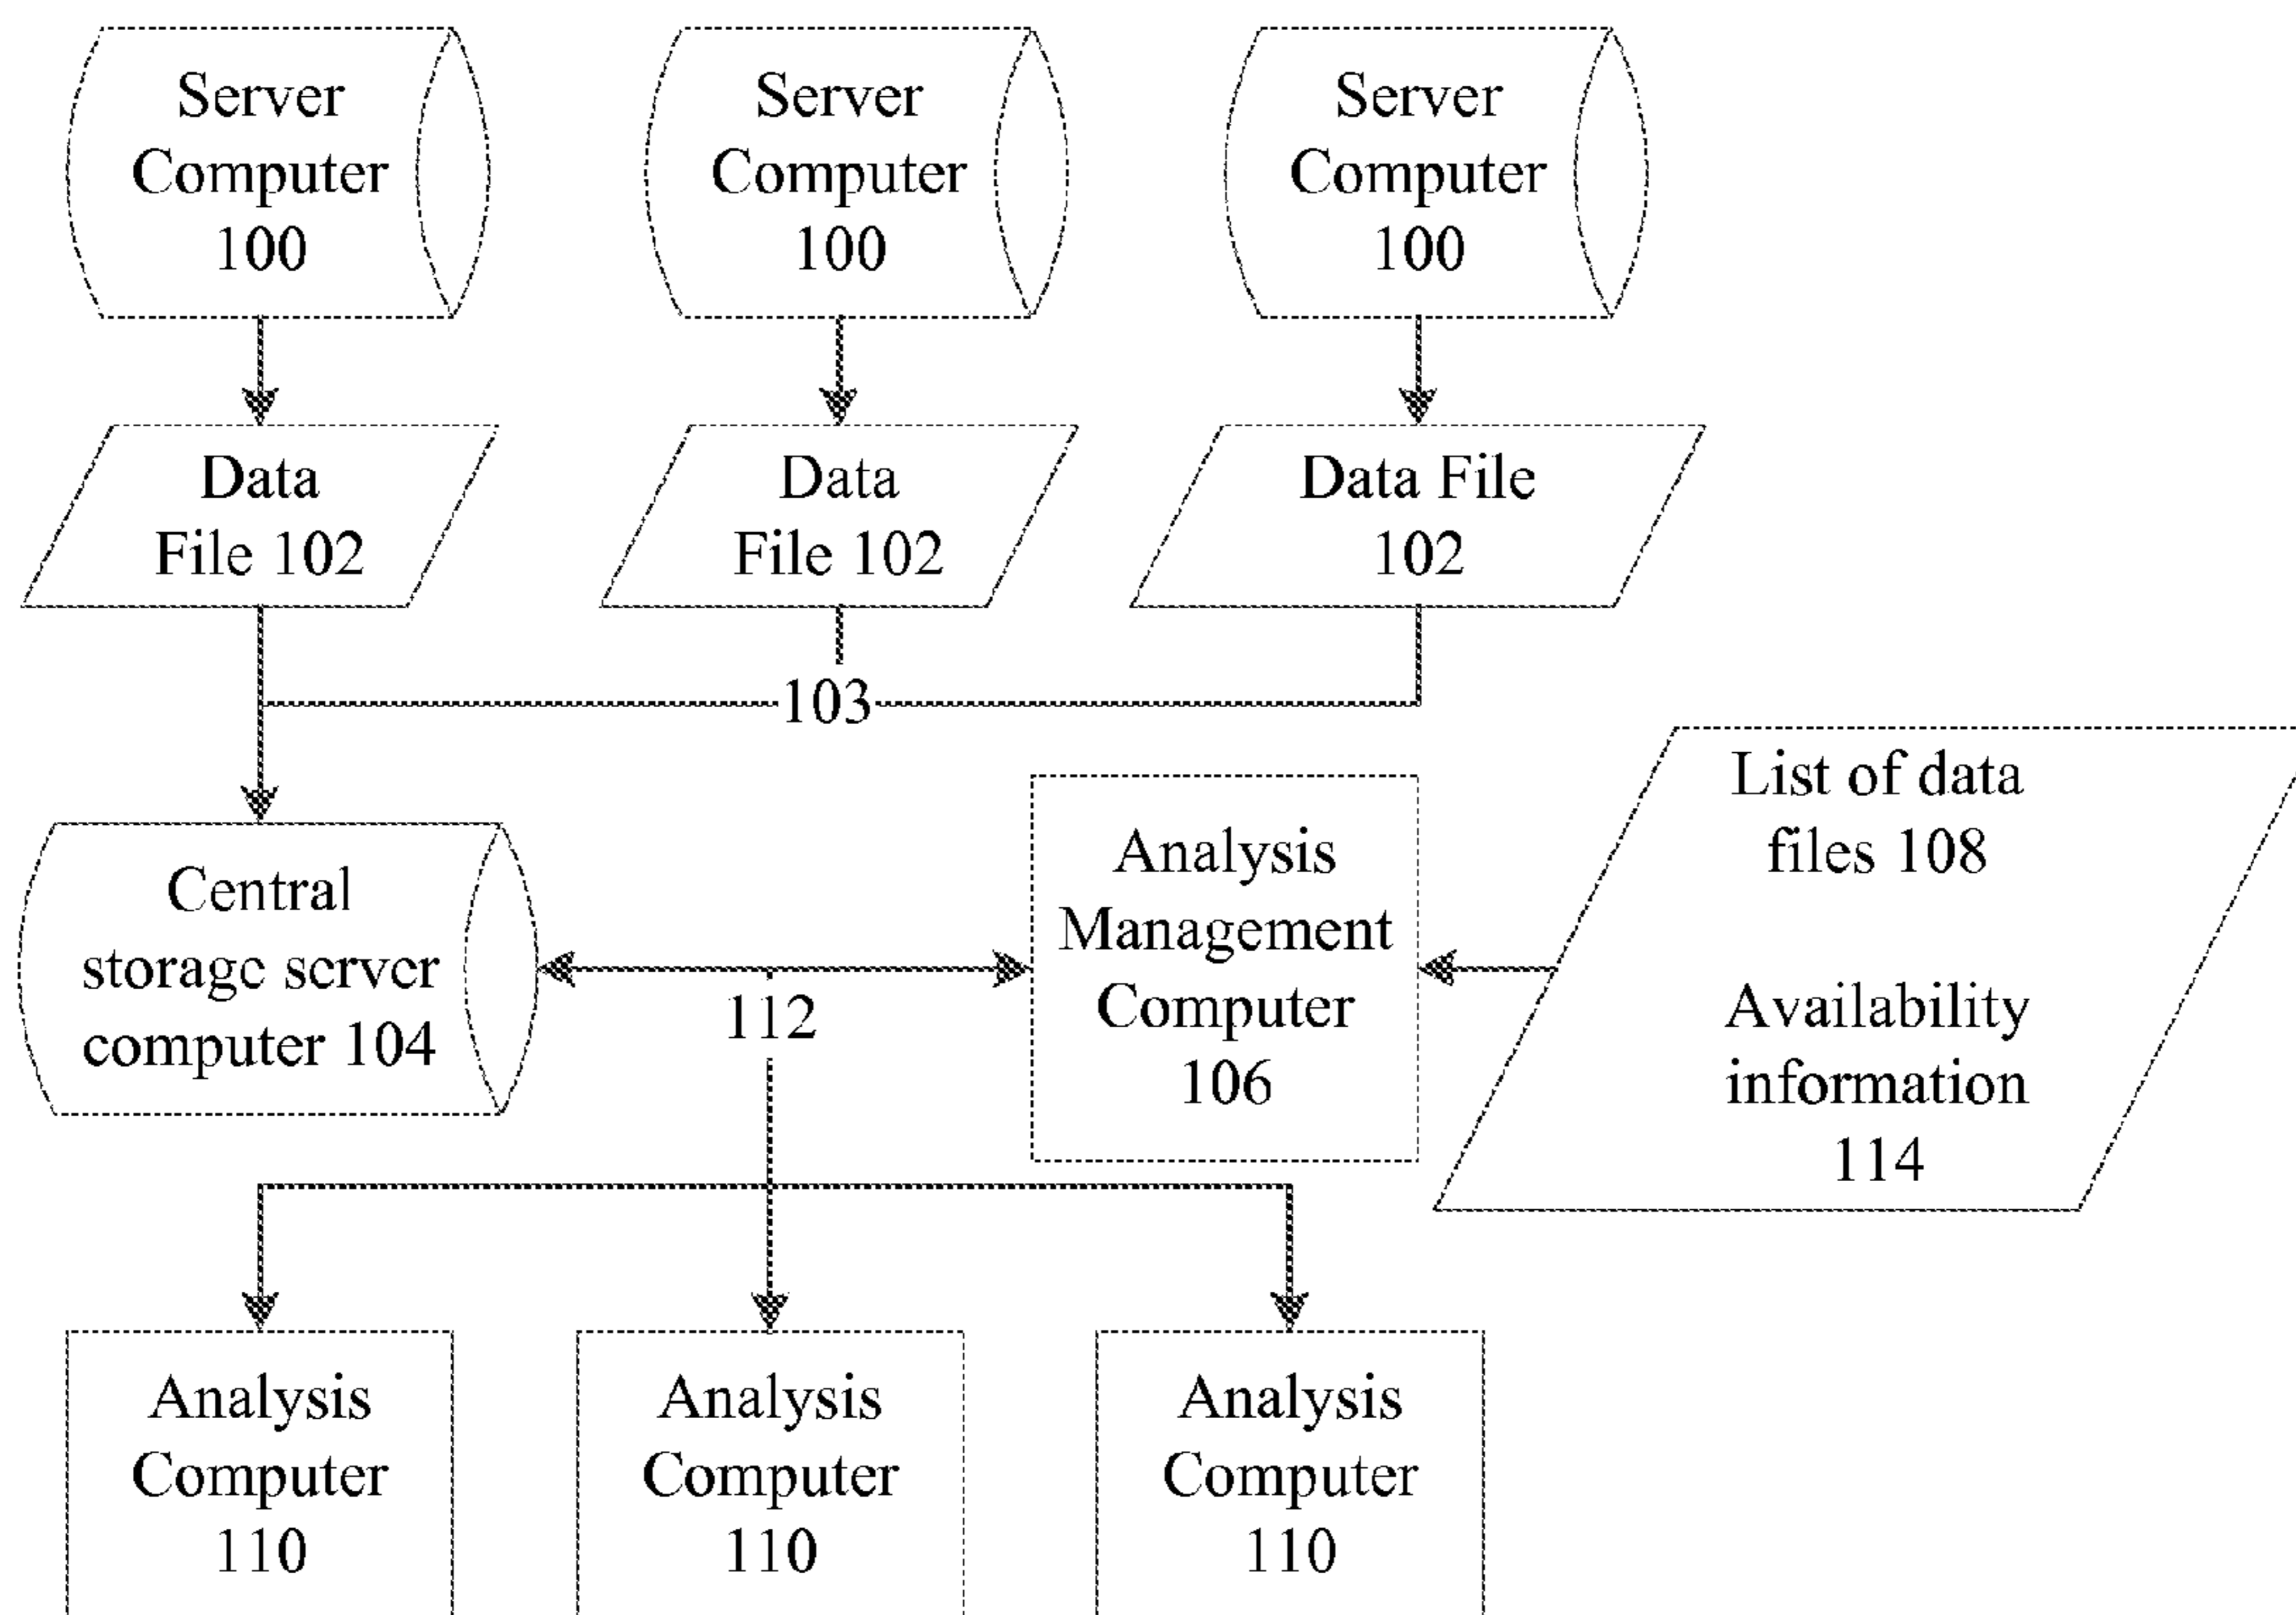 Server
Computer
100
Server
Computer
100
Server
Computer
100
Data
File 102
Data
File 102
Data File
102
103
List of data
files 108
Availability
information
114
Analysis
Management
Computer
106
Central
storage server
computer 104
112
Analysis
Computer
110
Analysis
Computer
110
Analysis
Computer
110